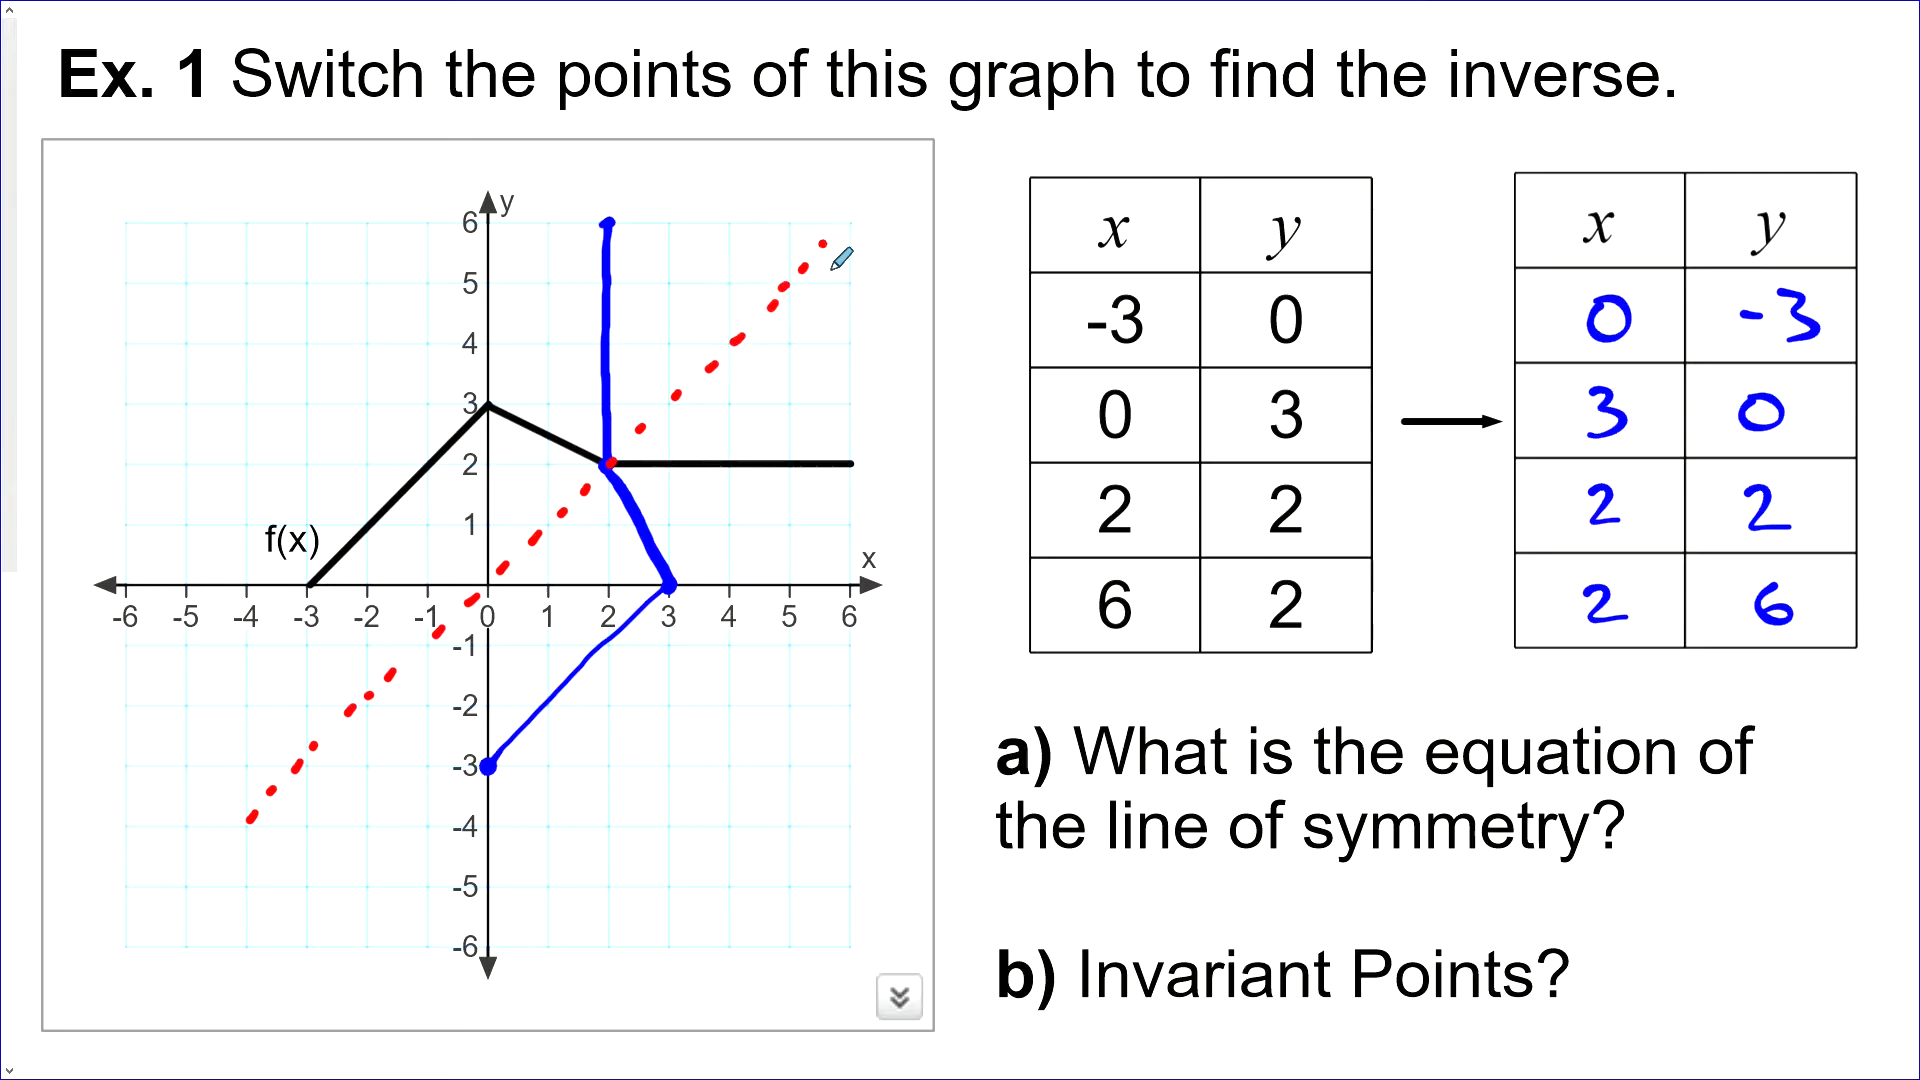 Ex. 1 Switch the points of this graph to find the inverse.
y
6
5
4
3
2
1
f(x)
x
-6 -5 -4 -3 -2 -1 0 1 2 3 4 5 6
-1
-2
-3
-4
-5
-6
x y
-3 0
0 3
2 2
6 2
x y
0 -3
3 0
2 2
2 6
a) What is the equation of
the line of symmetry?
b) Invariant Points?